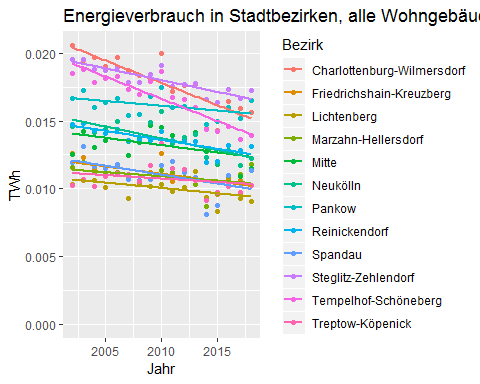 Energieverbrauch in Stadtbezirken, alle Wohngebäu
Bezirk
Charlottenburg-Wilmersdorf
Friedrichshain-Kreuzberg
Lichtenberg
Marzahn-Hellersdorf
Mitte
Neukölln
Pankow
Reinickendorf
Spandau
Steglitz-Zehlendorf
Tempelhof-Schöneberg
Treptow-Köpenick
TWh
0.020
0.015
0.010
0.005
0.000
2005 2010 2015
Jahr